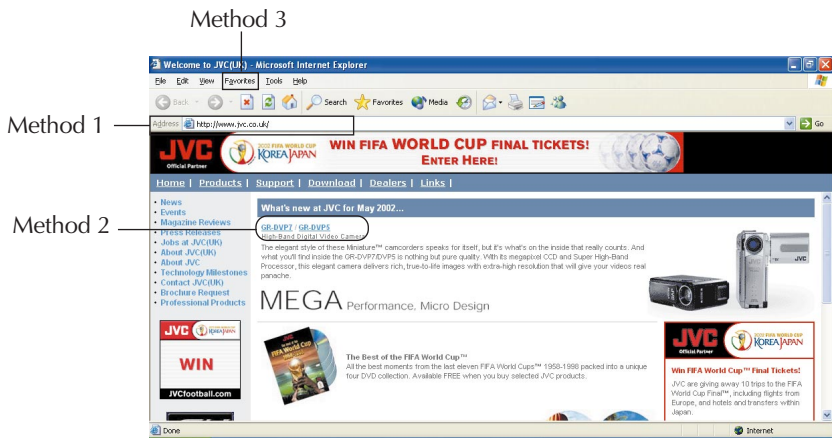 Method 3
Welcome to JVC(UK) - Microsoft Internet Explorer
File Edit View Favorites Tools Help
Back Search Favorites Media
Method 1
Address http://www.jvc.co.uk/ Go
JVC
Official Partner
2002 FIFA WORLD CUP
KOREA JAPAN
WIN FIFA WORLD CUP FINAL TICKETS!
ENTER HERE!
Home | Products | Support | Download | Dealers | Links |
• News
• Events
• Magazine Reviews
• Press Releases
• Jobs at JVC(UK)
• About JVC(UK)
• About JVC
• Technology Milestones
• Contact JVC(UK)
• Brochure Request
• Professional Products
Method 2
What's new at JVC for May 2002...
GR-DVP7 / GR-DVP5
High-Band Digital Video Camera
The elegant style of these Miniature™ camcorders speaks for itself, but it's what's on the inside that really counts. And
what you'll find inside the GR-DVP7/DVP5 is nothing but pure quality. With its megapixel CCD and Super High-Band
Processor, this elegant camera delivers rich, true-to-life images with extra-high resolution that will give your videos real
panache.
JVC
MEGA Performance, Micro Design
JVC
KOREA JAPAN
WIN
JVCfootball.com
FIFA World Cup
The Best of the FIFA World Cup™
All the best moments from the last eleven FIFA World Cups™ 1958-1998 packed into a unique
four DVD collection. Available FREE when you buy selected JVC products.
JVC
Official Partner
2002 FIFA WORLD CUP
KOREA JAPAN
Win FIFA World Cup™ Final Tickets!
JVC are giving away 10 trips to the FIFA
World Cup Final™, including flights from
Europe, and hotels and transfers within
Japan.
Done Internet